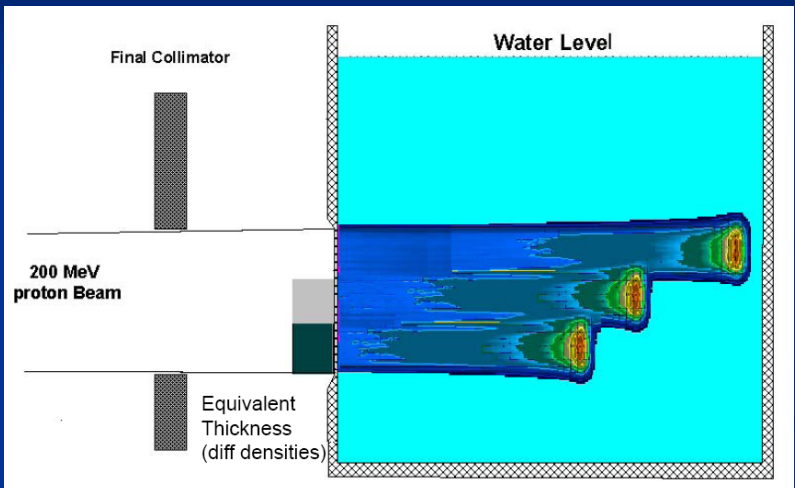 Water Level
Final Collimator
200 MeV
proton Beam
Equivalent
Thickness
(diff densities)